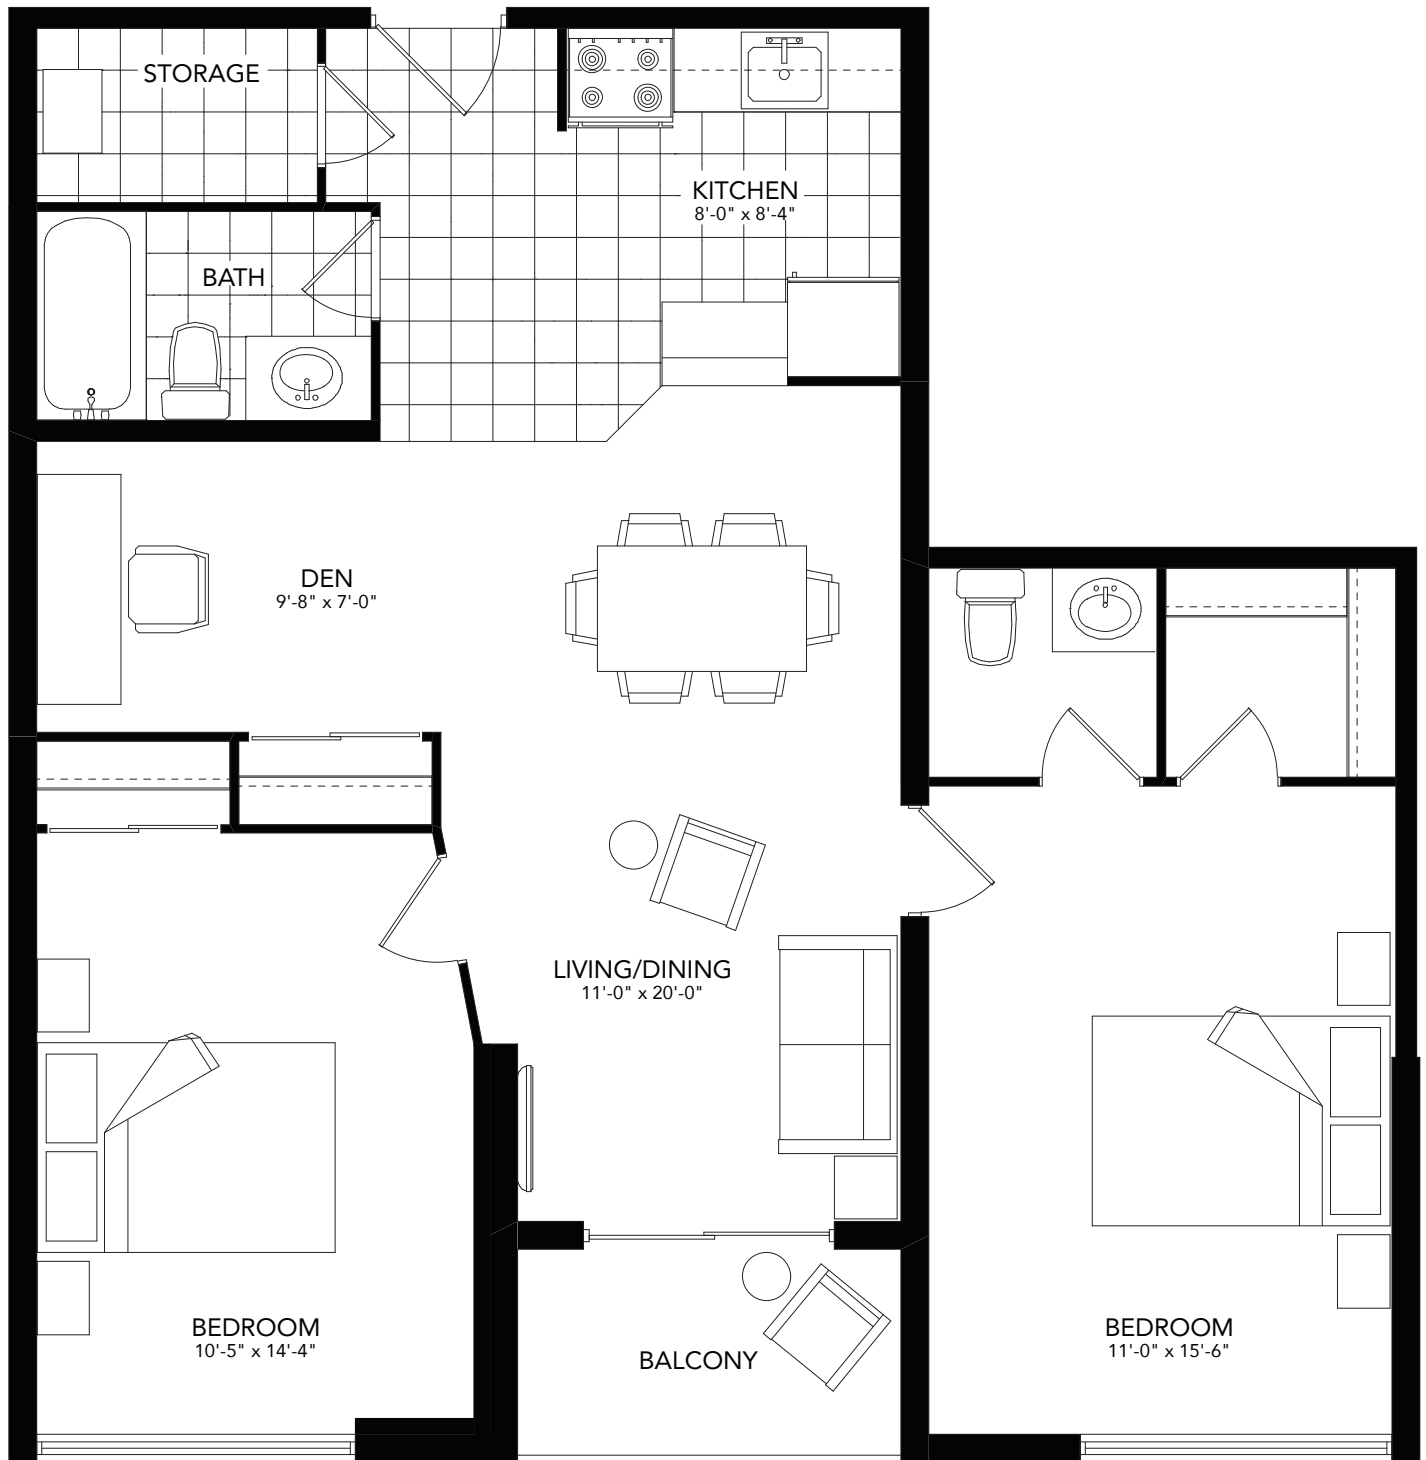 STORAGE
KITCHEN
8'-0" x 8'-4"
BATH
DEN
9'-8" x 7'-0"
LIVING/DINING
11'-0" x 20'-0"
BEDROOM
10'-5" x 14'-4"
BALCONY
BEDROOM
11'-0" x 15'-6"